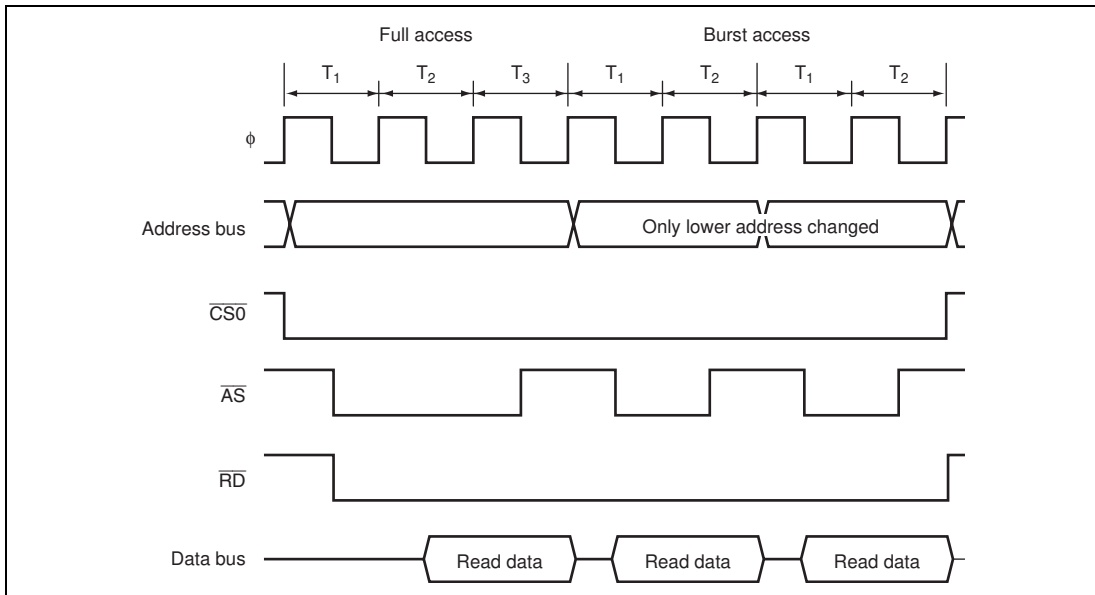 Full access Burst access
T1 T2 T3 T1 T2 T1 T2
ϕ
Address bus Only lower address changed
CS0
AS
RD
Data bus Read data Read data Read data